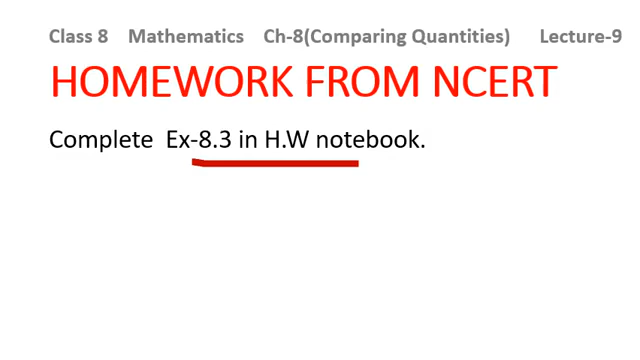 Class 8 Mathematics Ch-8(Comparing Quantities) Lecture-9
HOMEWORK FROM NCERT
Complete Ex-8.3 in H.W notebook.